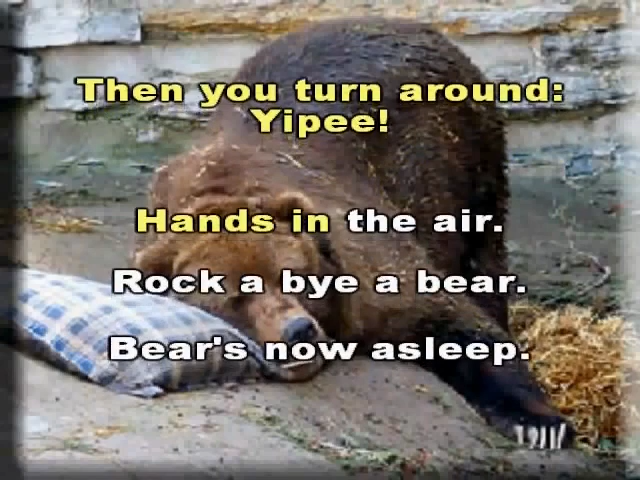 Then you turn around:
Yipee!
Hands in the air.
Rock a bye a bear.
Bear's now asleep.